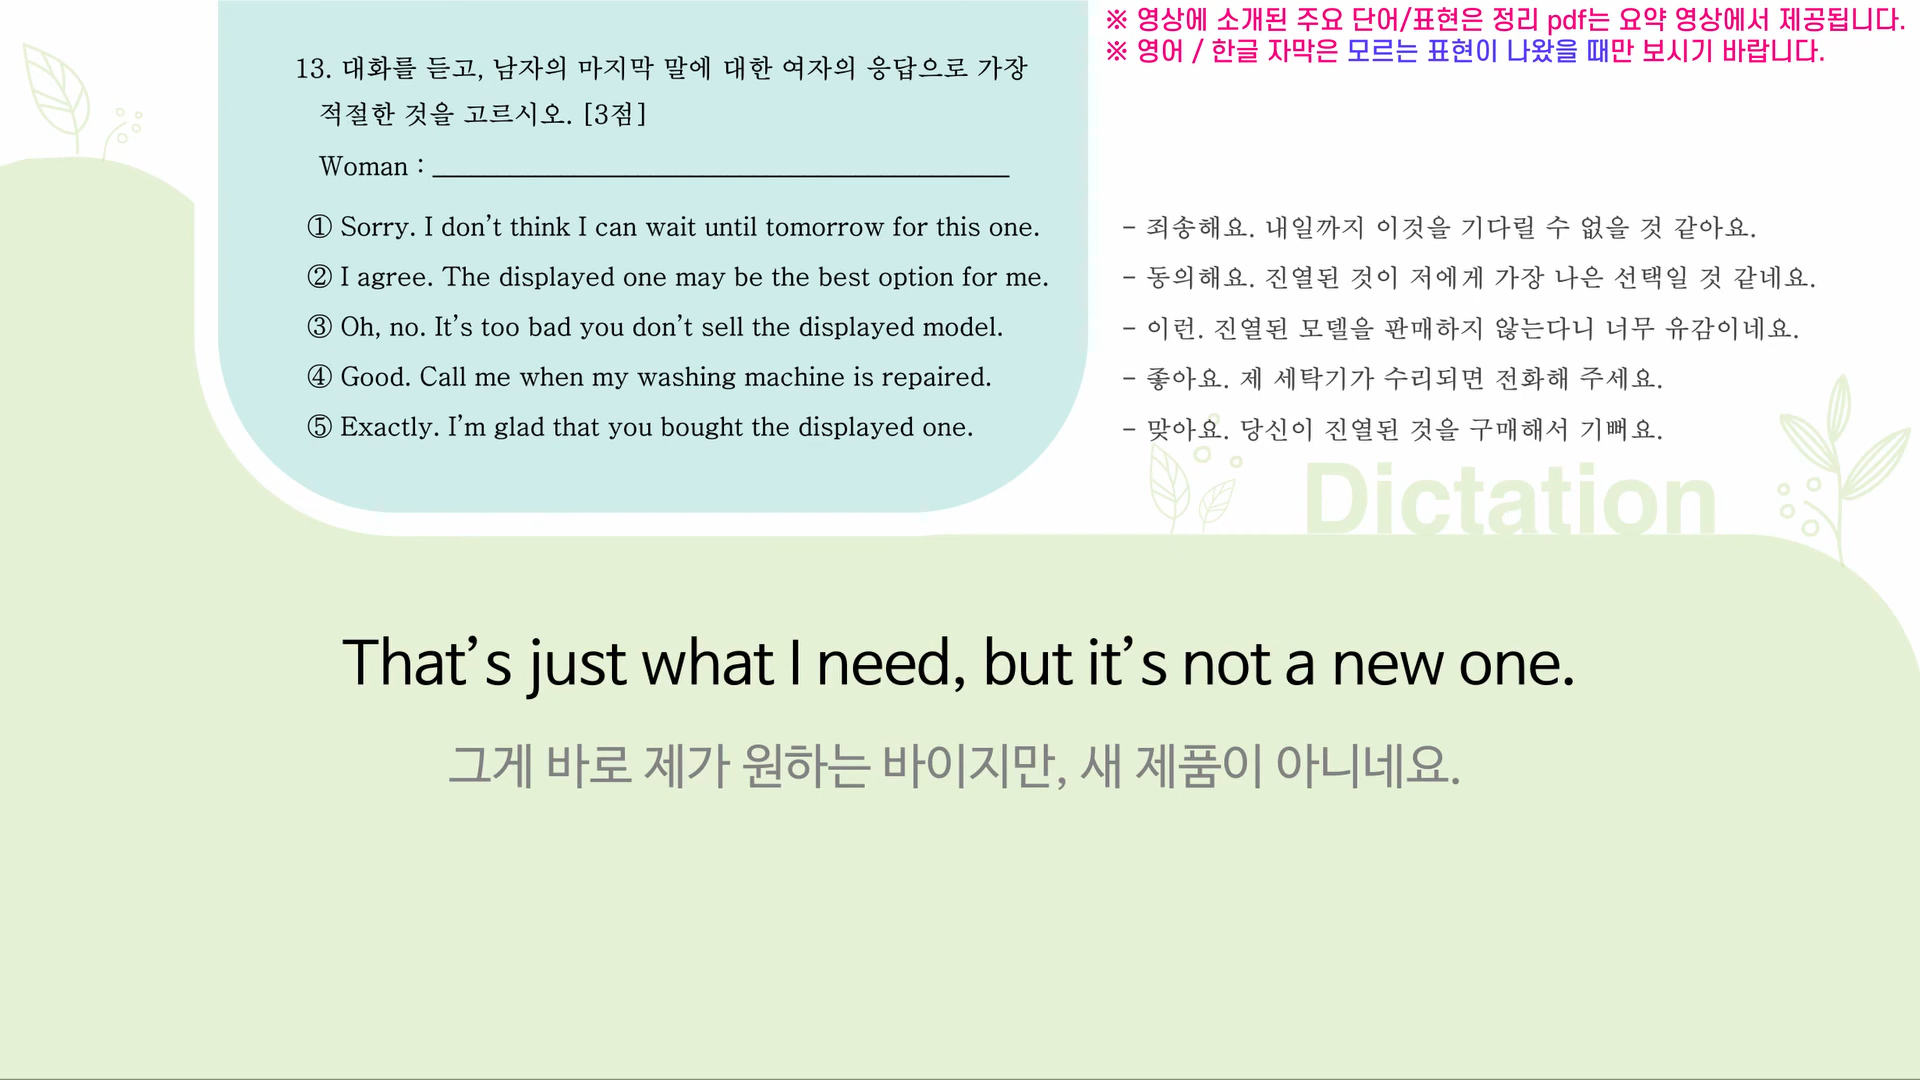 ※ 영상에 소개된 주요 단어/표현은 정리 pdf는 요약 영상에서 제공됩니다.
※ 영어 / 한글 자막은 모르는 표현이 나왔을 때만 보시기 바랍니다.
13. 대화를 듣고, 남자의 마지막 말에 대한 여자의 응답으로 가장
적절한 것을 고르시오. [3점]
Woman : ________________________________________
① Sorry. I don’t think I can wait until tomorrow for this one.
- 죄송해요. 내일까지 이것을 기다릴 수 없을 것 같아요.
② I agree. The displayed one may be the best option for me.
- 동의해요. 진열된 것이 저에게 가장 나은 선택일 것 같네요.
③ Oh, no. It’s too bad you don’t sell the displayed model.
- 이런. 진열된 모델을 판매하지 않는다니 너무 유감이네요.
④ Good. Call me when my washing machine is repaired.
- 좋아요. 제 세탁기가 수리되면 전화해 주세요.
⑤ Exactly. I’m glad that you bought the displayed one.
- 맞아요. 당신이 진열된 것을 구매해서 기뻐요.
Dictation
That’s just what I need, but it’s not a new one.
그게 바로 제가 원하는 바이지만, 새 제품이 아니네요.